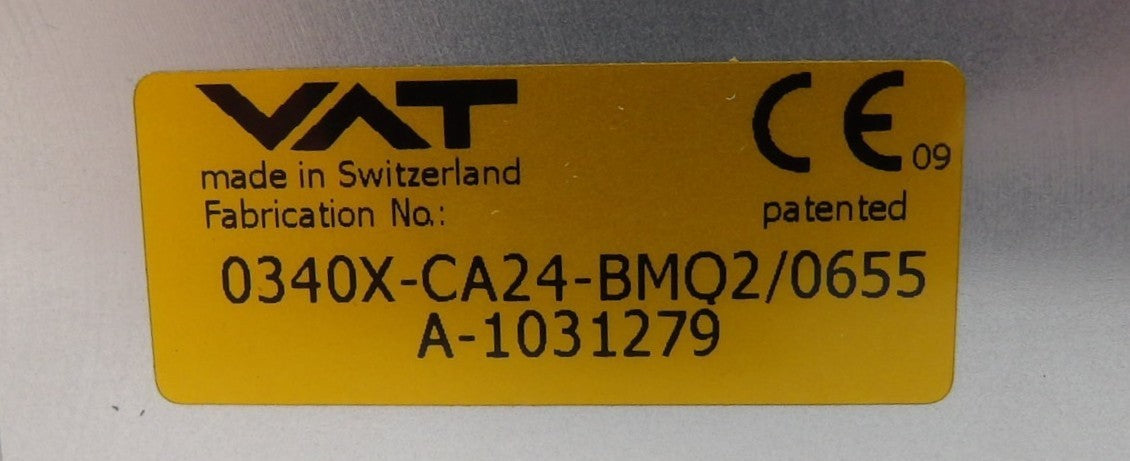 VAT
CE 09
made in Switzerland
Fabrication No.:
patented
0340X-CA24-BMQ2/0655
A-1031279